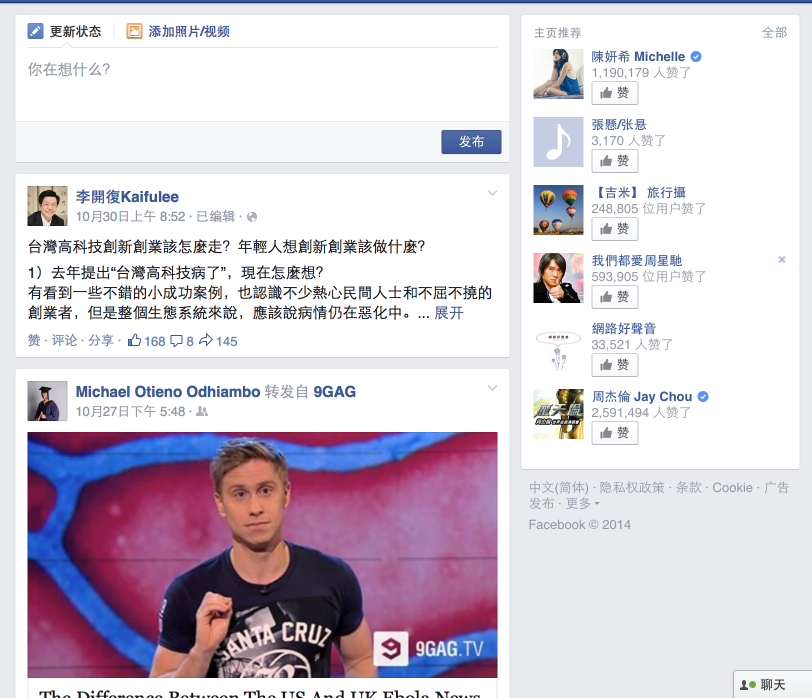 更新状态
添加照片/视频
你在想什么?
发布
李開復Kaifulee
10月30日上午 8:52 · 已编辑 ·
台灣高科技創新創業該怎麼走？年輕人想創新創業該做什麼？
1）去年提出“台灣高科技病了”，現在怎麼想？
有看到一些不錯的小成功案例，也認識不少熱心民間人士和不屈不撓的
創業者，但是整個生態系統來說，應該說病情仍在惡化中。... 展开
赞 · 评论 · 分享 · 168 8 145
Michael Otieno Odhiambo 转发自 9GAG
10月27日下午 5:48 ·
SANTA CRUZ
9GAG.TV
The Difference Between The US And UK Ebola News
主页推荐
全部
陳妍希 Michelle
1,190,179 人赞了
赞
張懸/张悬
3,170 人赞了
赞
【吉米】 旅行攝
248,805 位用户赞了
赞
我們都愛周星馳
593,905 位用户赞了
赞
網路好聲音
33,521 人赞了
赞
周杰倫 Jay Chou
2,591,494 人赞了
赞
中文(简体) · 隐私权政策 · 条款 · Cookie · 广告
发布 · 更多
Facebook © 2014
聊天